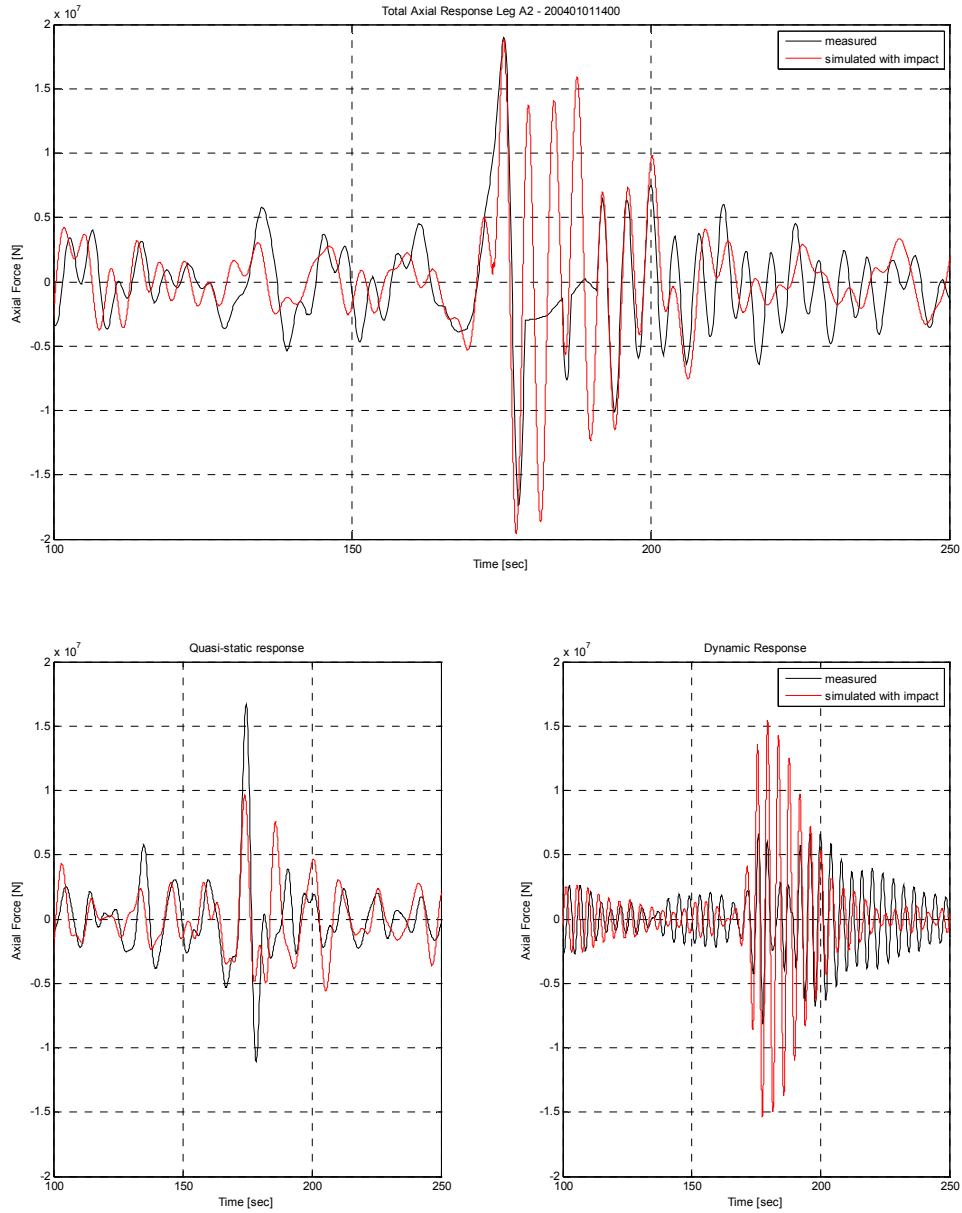 Total Axial Response Leg A2 - 200401011400
x 10^7
measured
simulated with impact
2
1.5
1
0.5
0
-0.5
-1
-1.5
-2
Axial Force [N]
100 150 200 250
Time [sec]
Quasi-static response
x 10^7
2
1.5
1
0.5
0
-0.5
-1
-1.5
-2
Axial Force [N]
100 150 200 250
Time [sec]
Dynamic Response
x 10^7
measured
simulated with impact
2
1.5
1
0.5
0
-0.5
-1
-1.5
-2
Axial Force [N]
100 150 200 250
Time [sec]